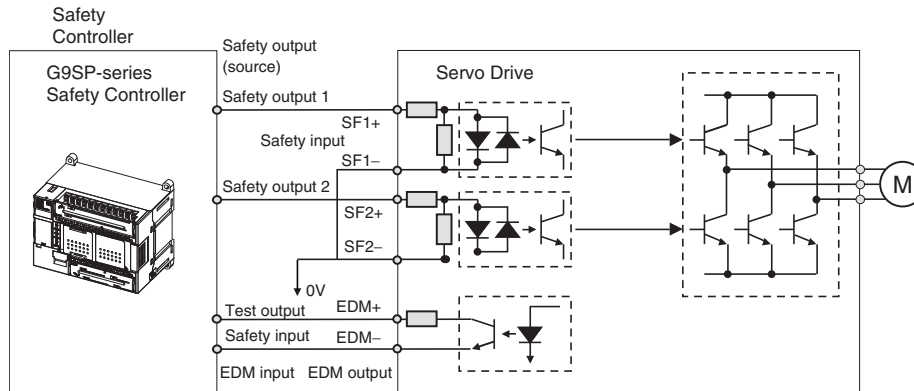 Safety
Controller
G9SP-series
Safety Controller
Safety output
(source)
Servo Drive
Safety output 1
SF1+
Safety input
SF1–
Safety output 2
SF2+
SF2–
0V
M
Test output
EDM+
Safety input
EDM–
EDM input
EDM output